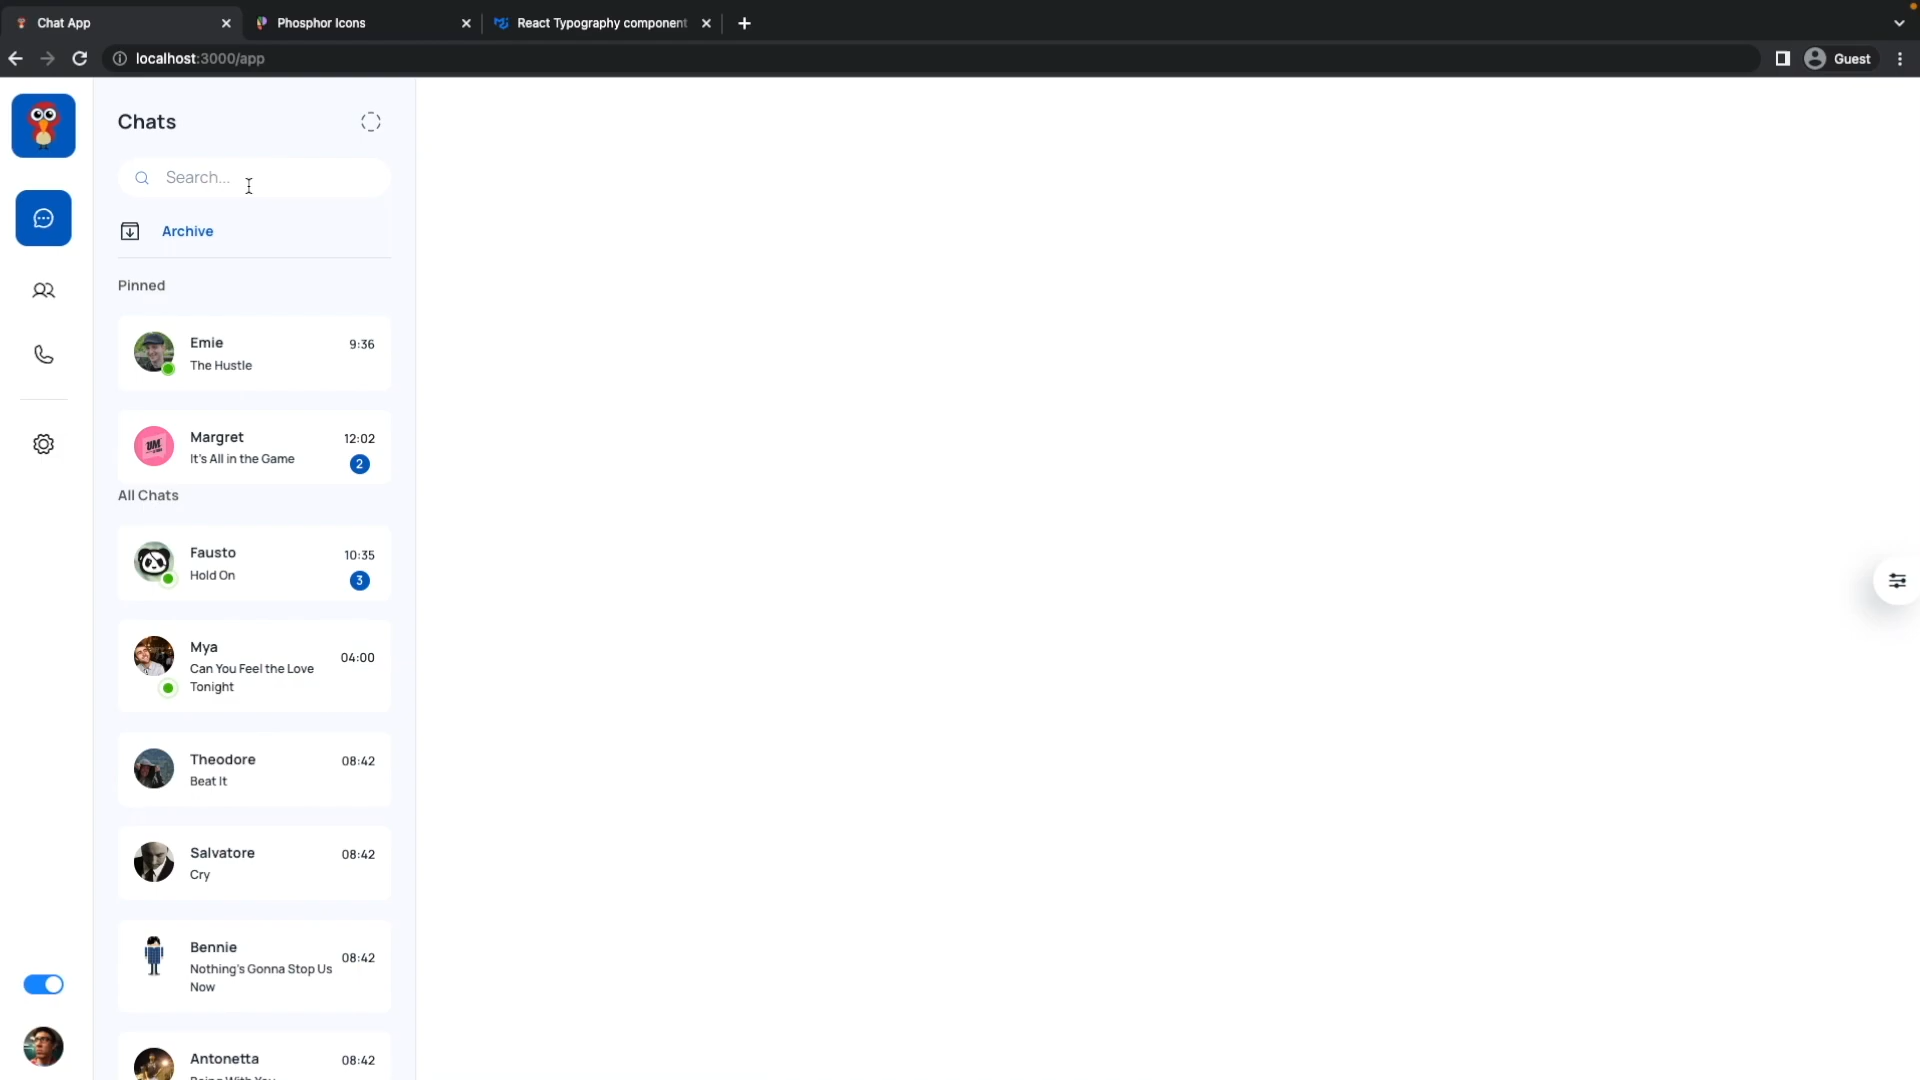 Chat App
Phosphor Icons
React Typography component
localhost:3000/app
Guest
Chats
Search...
Archive
Pinned
Emie
9:36
The Hustle
Margret
12:02
It's All in the Game
2
All Chats
Fausto
10:35
Hold On
3
Mya
04:00
Can You Feel the Love
Tonight
Theodore
08:42
Beat It
Salvatore
08:42
Cry
Bennie
08:42
Nothing's Gonna Stop Us
Now
Antonetta
08:42
Being With You